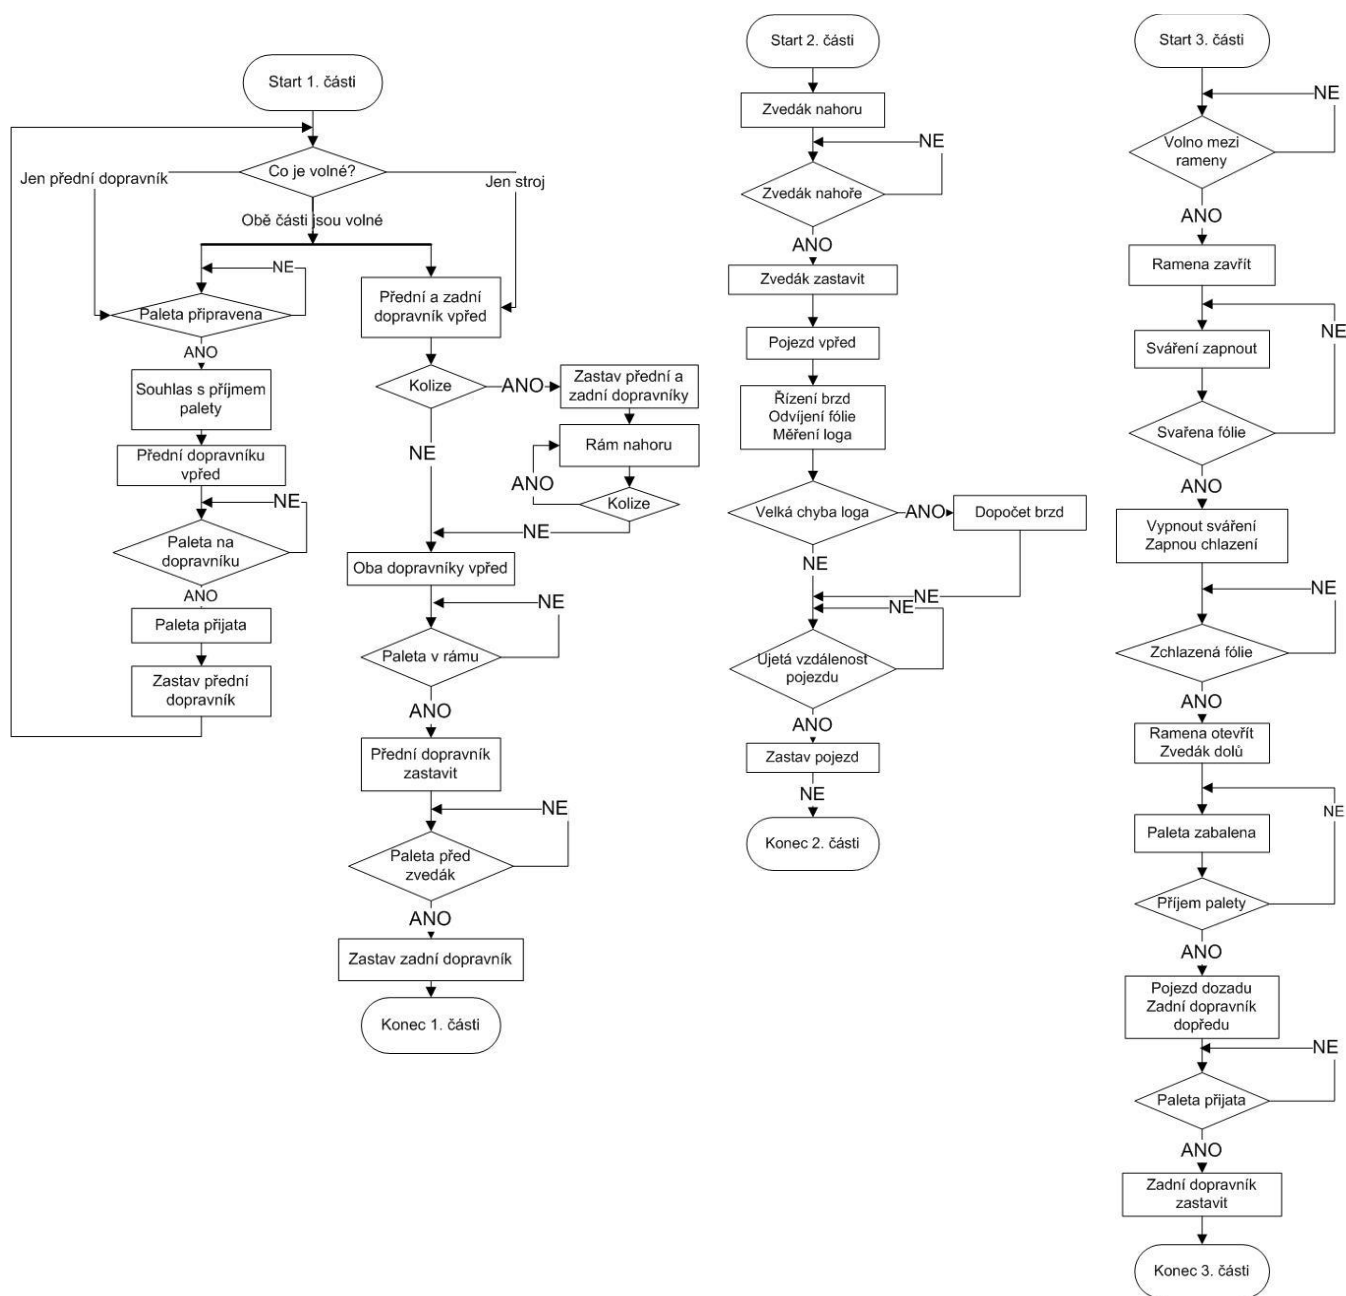 Start 1. části
Co je volné?
Jen přední dopravník
Jen stroj
Obě části jsou volné
NE
Paleta připravena
ANO
Souhlas s příjmem
palety
Přední dopravníku
vpřed
NE
Paleta na
dopravníku
ANO
Paleta přijata
Zastav přední
dopravník
Přední a zadní
dopravník vpřed
Kolize
ANO
Zastav přední a
zadní dopravníky
NE
Rám nahoru
ANO
Kolize
NE
Oba dopravníky vpřed
NE
Paleta v rámu
ANO
Přední dopravník
zastavit
NE
Paleta před
zvedák
ANO
Zastav zadní dopravník
Konec 1. části
Start 2. části
Zvedák nahoru
NE
Zvedák nahoře
ANO
Zvedák zastavit
Pojezd vpřed
Řízení brzd
Odvíjení fólie
Měření loga
Velká chyba loga
ANO
Dopočet brzd
NE
NE
NE
Ujetá vzdálenost
pojezdu
ANO
Zastav pojezd
NE
Konec 2. části
Start 3. části
NE
Volno mezi
rameny
ANO
Ramena zavřít
NE
Sváření zapnout
Svařena fólie
ANO
Vypnout sváření
Zapnou chlazení
NE
Zchlazená fólie
ANO
Ramena otevřít
Zvedák dolů
NE
Paleta zabalena
Příjem palety
ANO
Pojezd dozadu
Zadní dopravník
dopředu
NE
Paleta přijata
ANO
Zadní dopravník
zastavit
Konec 3. části